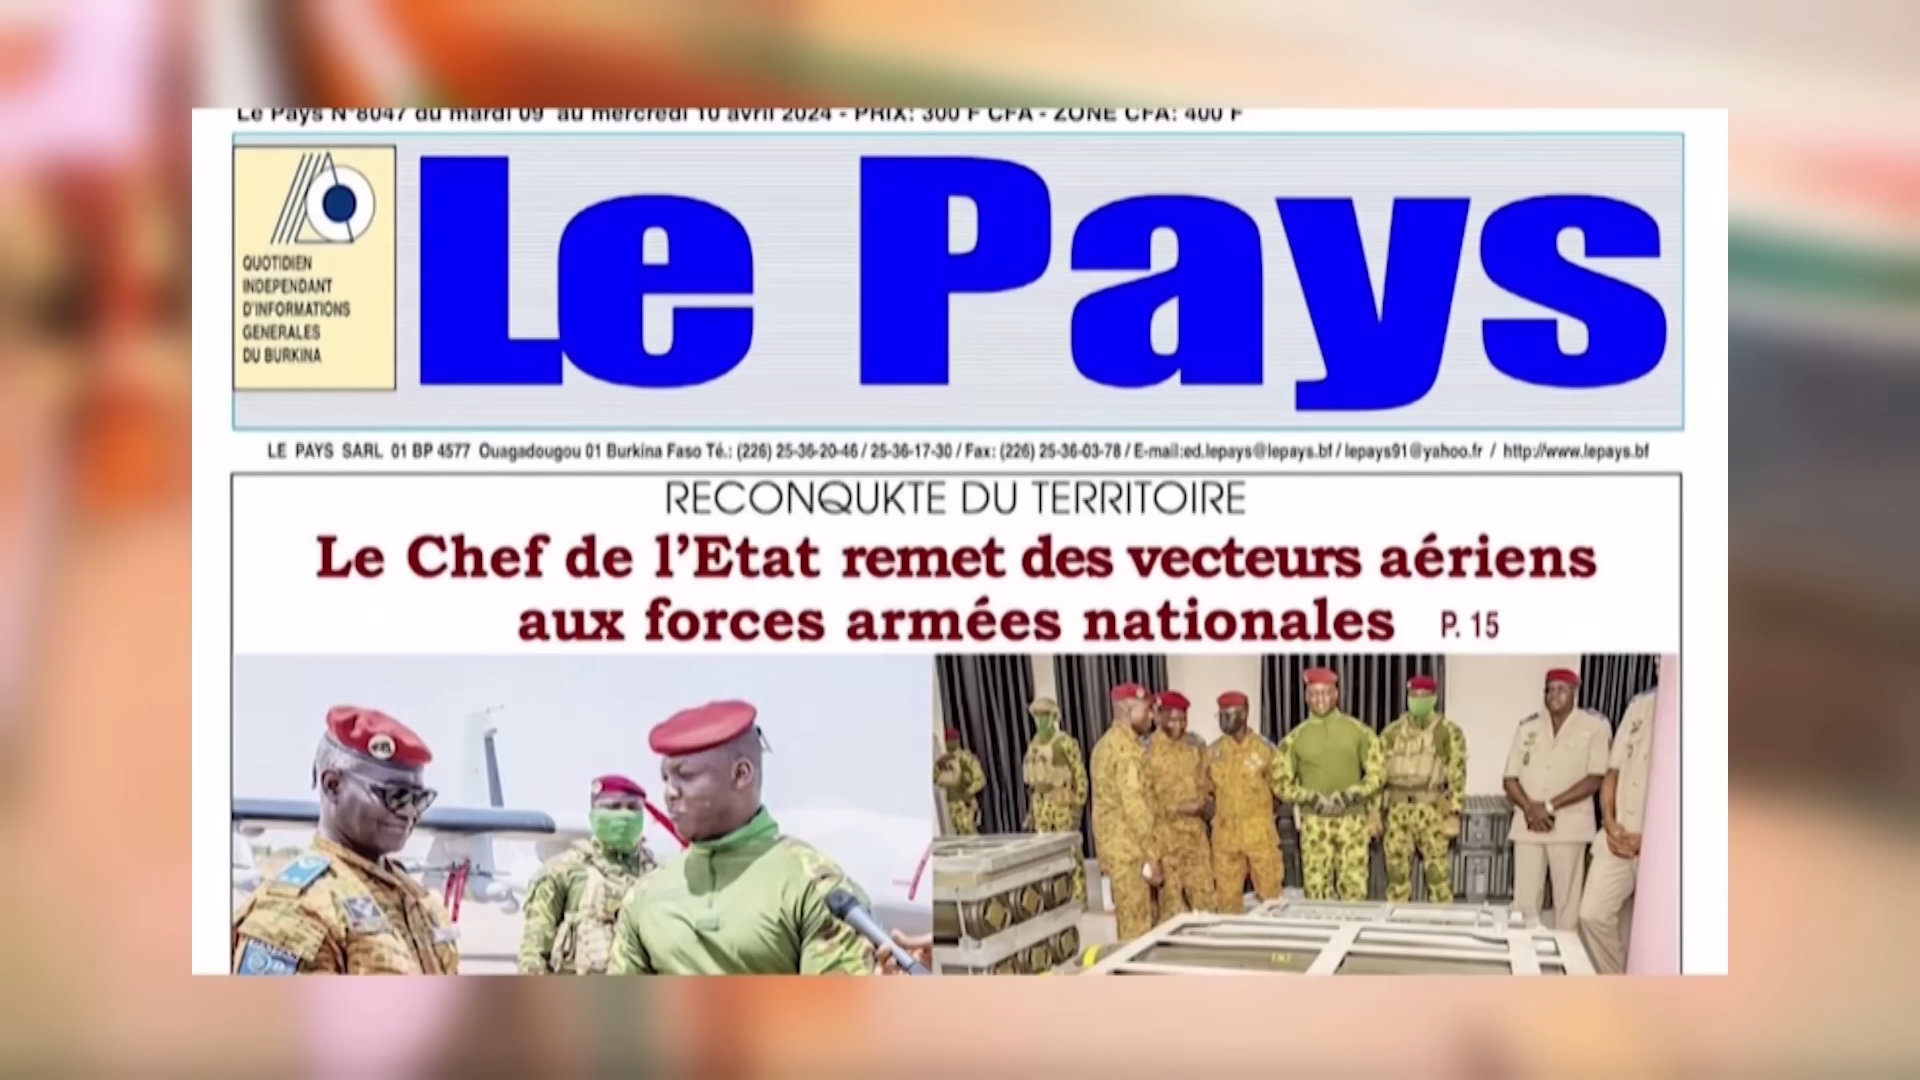 Le Pays N°8047 du mardi 09 au mercredi 10 avril 2024 - PRIX: 300 F CFA - ZONE CFA: 400 F
QUOTIDIEN
INDEPENDANT
D'INFORMATIONS
GENERALES
DU BURKINA
Le Pays
LE PAYS SARL 01 BP 4577 Ouagadougou 01 Burkina Faso Té.: (226) 25-36-20-46 / 25-36-17-30 / Fax: (226) 25-36-03-78 / E-mail:ed.lepays@lepays.bf / lepays91@yahoo.fr / http://www.lepays.bf
RECONQUKTE DU TERRITOIRE
Le Chef de l'Etat remet des vecteurs aériens
aux forces armées nationales P. 15